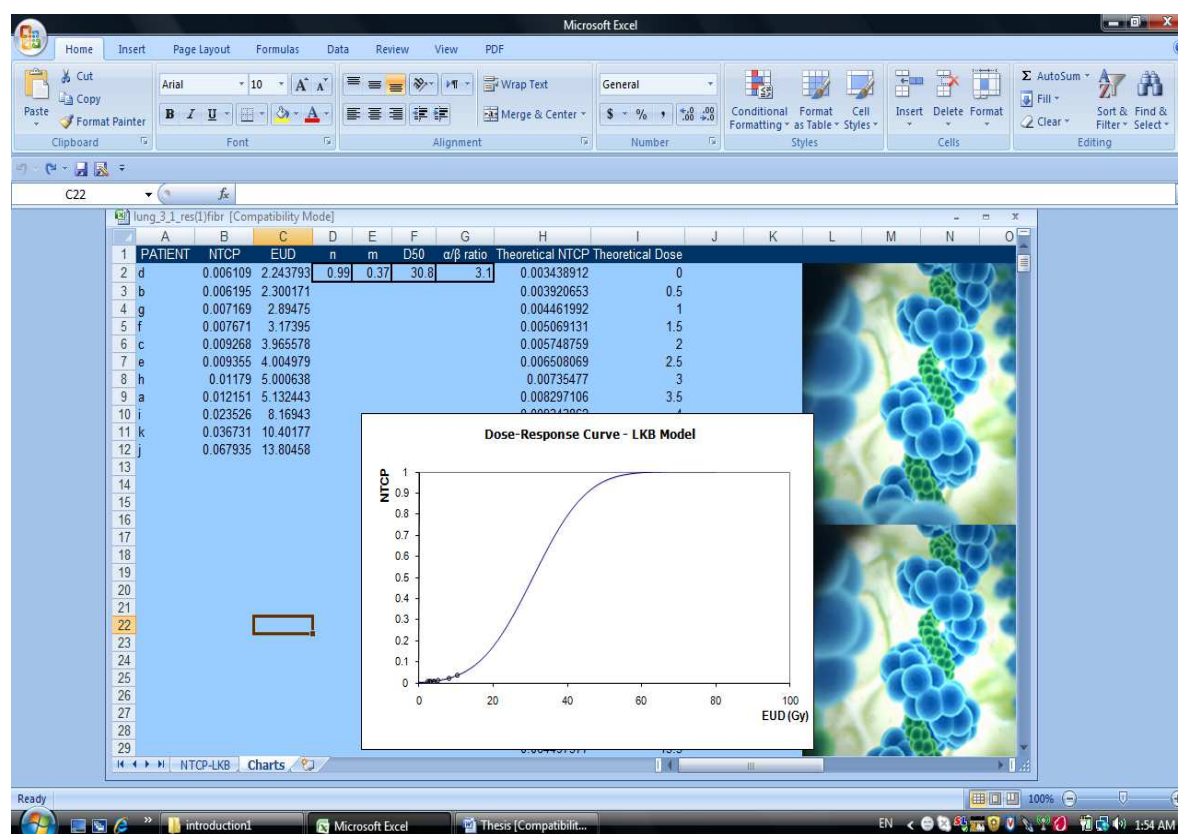 Microsoft Excel
Home Insert Page Layout Formulas Data Review View PDF
Cut
Copy
Format Painter
Paste
Clipboard
Arial 10
Font
Wrap Text
Merge & Center
Alignment
General
Number
Conditional Formatting
Format as Table
Cell Styles
Styles
Insert Delete Format
Cells
AutoSum
Fill
Clear
Sort & Filter
Find & Select
Editing
C22 fx
lung_3_1_res(1)fibr [Compatibility Mode]
A B C D E F G H I J K L M N O
1 PATIENT NTCP EUD n m D50 α/β ratio Theoretical NTCP Theoretical Dose
2 d 0.006109 2.243793 0.99 0.37 30.8 3.1 0.003438912 0
3 b 0.006195 2.300171 0.003920653 0.5
4 g 0.007169 2.89475 0.004461992 1
5 f 0.007671 3.17395 0.005069131 1.5
6 c 0.009268 3.965578 0.005748759 2
7 e 0.009355 4.004979 0.006508069 2.5
8 h 0.01179 5.000638 0.00735477 3
9 a 0.012151 5.132443 0.008297106 3.5
10 i 0.023526 8.16943
11 k 0.036731 10.40177
12 j 0.067935 13.80458
13
14
15
16
17
18
19
20
21
22
23
24
25
26
27
28
29
Dose-Response Curve - LKB Model
NTCP
1
0.9
0.8
0.7
0.6
0.5
0.4
0.3
0.2
0.1
0
0 20 40 60 80 100
EUD (Gy)
NTCP-LKB Charts
Ready 100%
introduction1 Microsoft Excel Thesis [Compatibilit... EN 1:54 AM